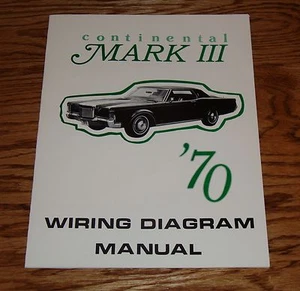 continental
MARK III
'70
WIRING DIAGRAM
MANUAL